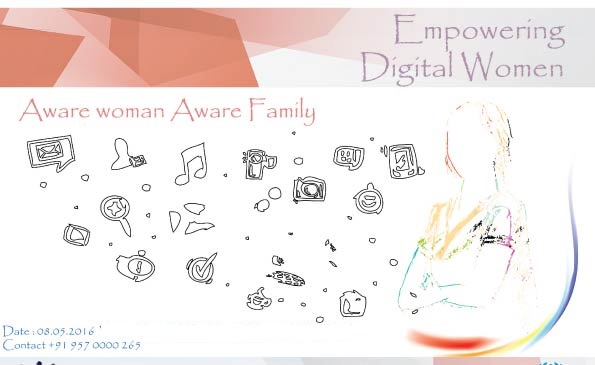 Empowering
Digital Women
Aware woman Aware Family
Date : 08.05.2016 '
Contact +91 957 0000 265